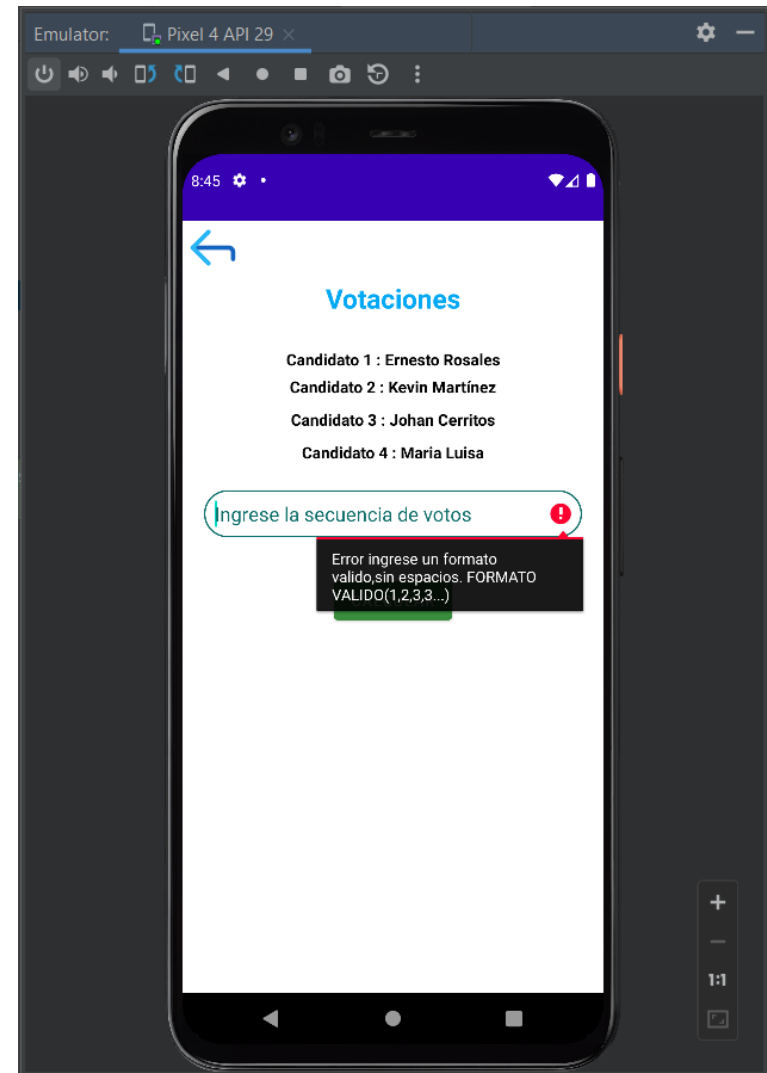 Emulator: Pixel 4 API 29
8:45
Votaciones
Candidato 1 : Ernesto Rosales
Candidato 2 : Kevin Martínez
Candidato 3 : Johan Cerritos
Candidato 4 : Maria Luisa
Ingrese la secuencia de votos
Error ingrese un formato
valido,sin espacios. FORMATO
VALIDO(1,2,3,3...)
1:1